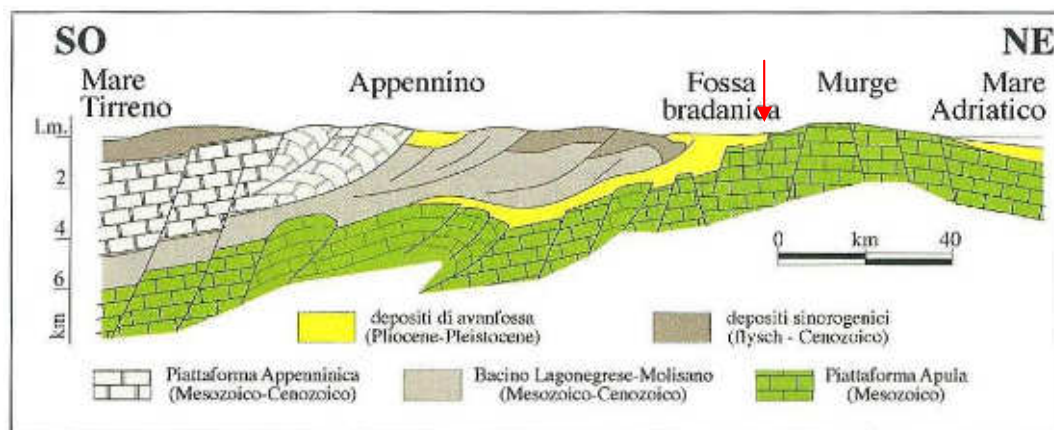 SO
NE
Mare
Tirreno
Appennino
Fossa
bradanica
Murge
Mare
Adriatico
l.m.
2
4
6
km
0 km 40
depositi di avanfossa
(Pliocene-Pleistocene)
depositi sinorogenici
(flysch - Cenozoico)
Piattaforma Appenninica
(Mesozoico-Cenozoico)
Bacino Lagonegrese-Molisano
(Mesozoico-Cenozoico)
Piattaforma Apula
(Mesozoico)